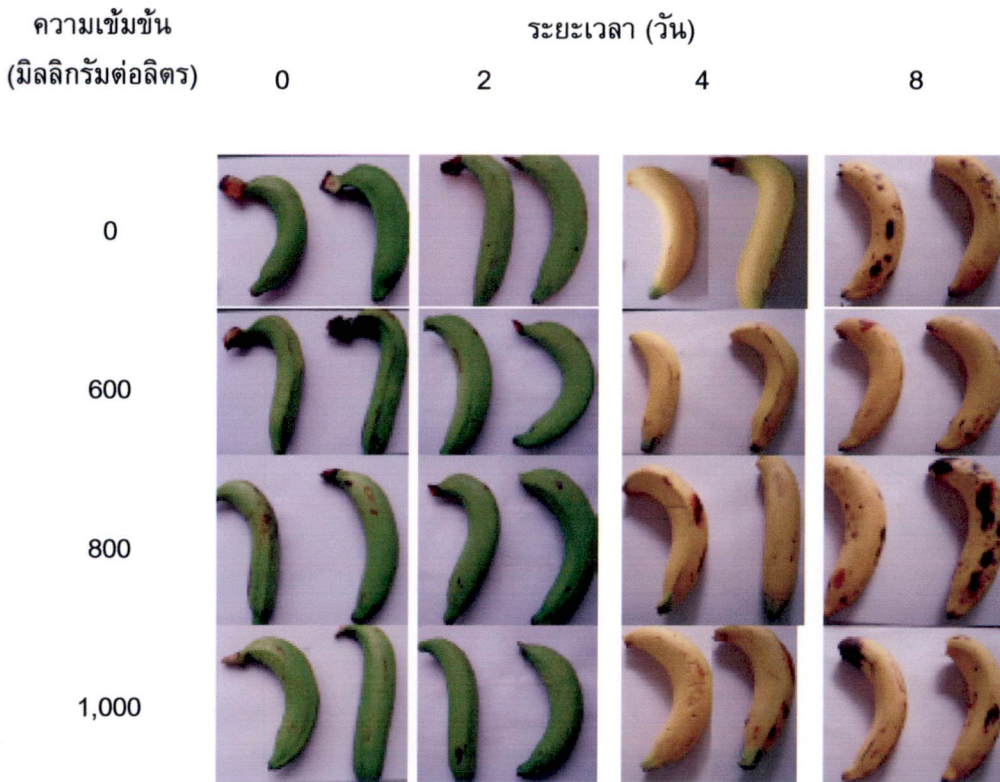 ความเข้มข้น
(มิลลิกรัมต่อลิตร)
ระยะเวลา (วัน)
0 2 4 8
0
600
800
1,000